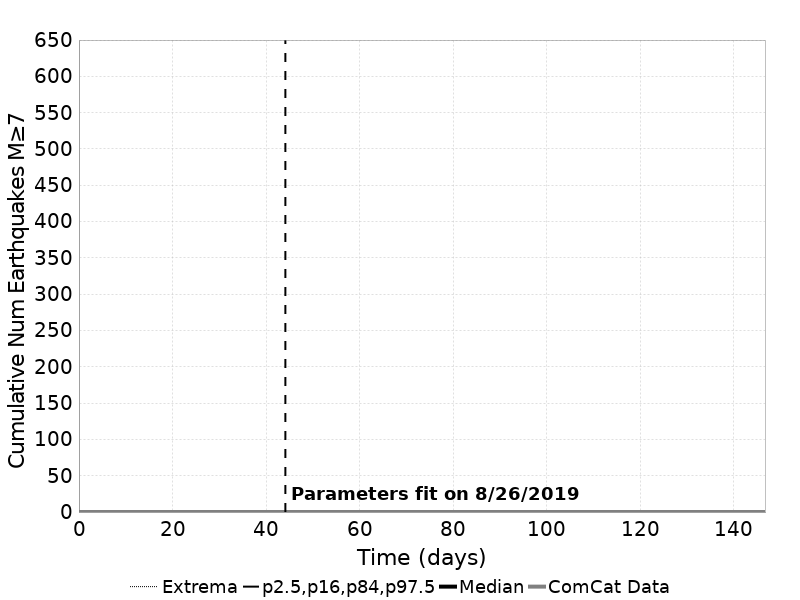 Cumulative Num Earthquakes M≥7
650
600
550
500
450
400
350
300
250
200
150
100
50
0
Parameters fit on 8/26/2019
0 20 40 60 80 100 120 140
Time (days)
Extrema p2.5,p16,p84,p97.5 Median ComCat Data